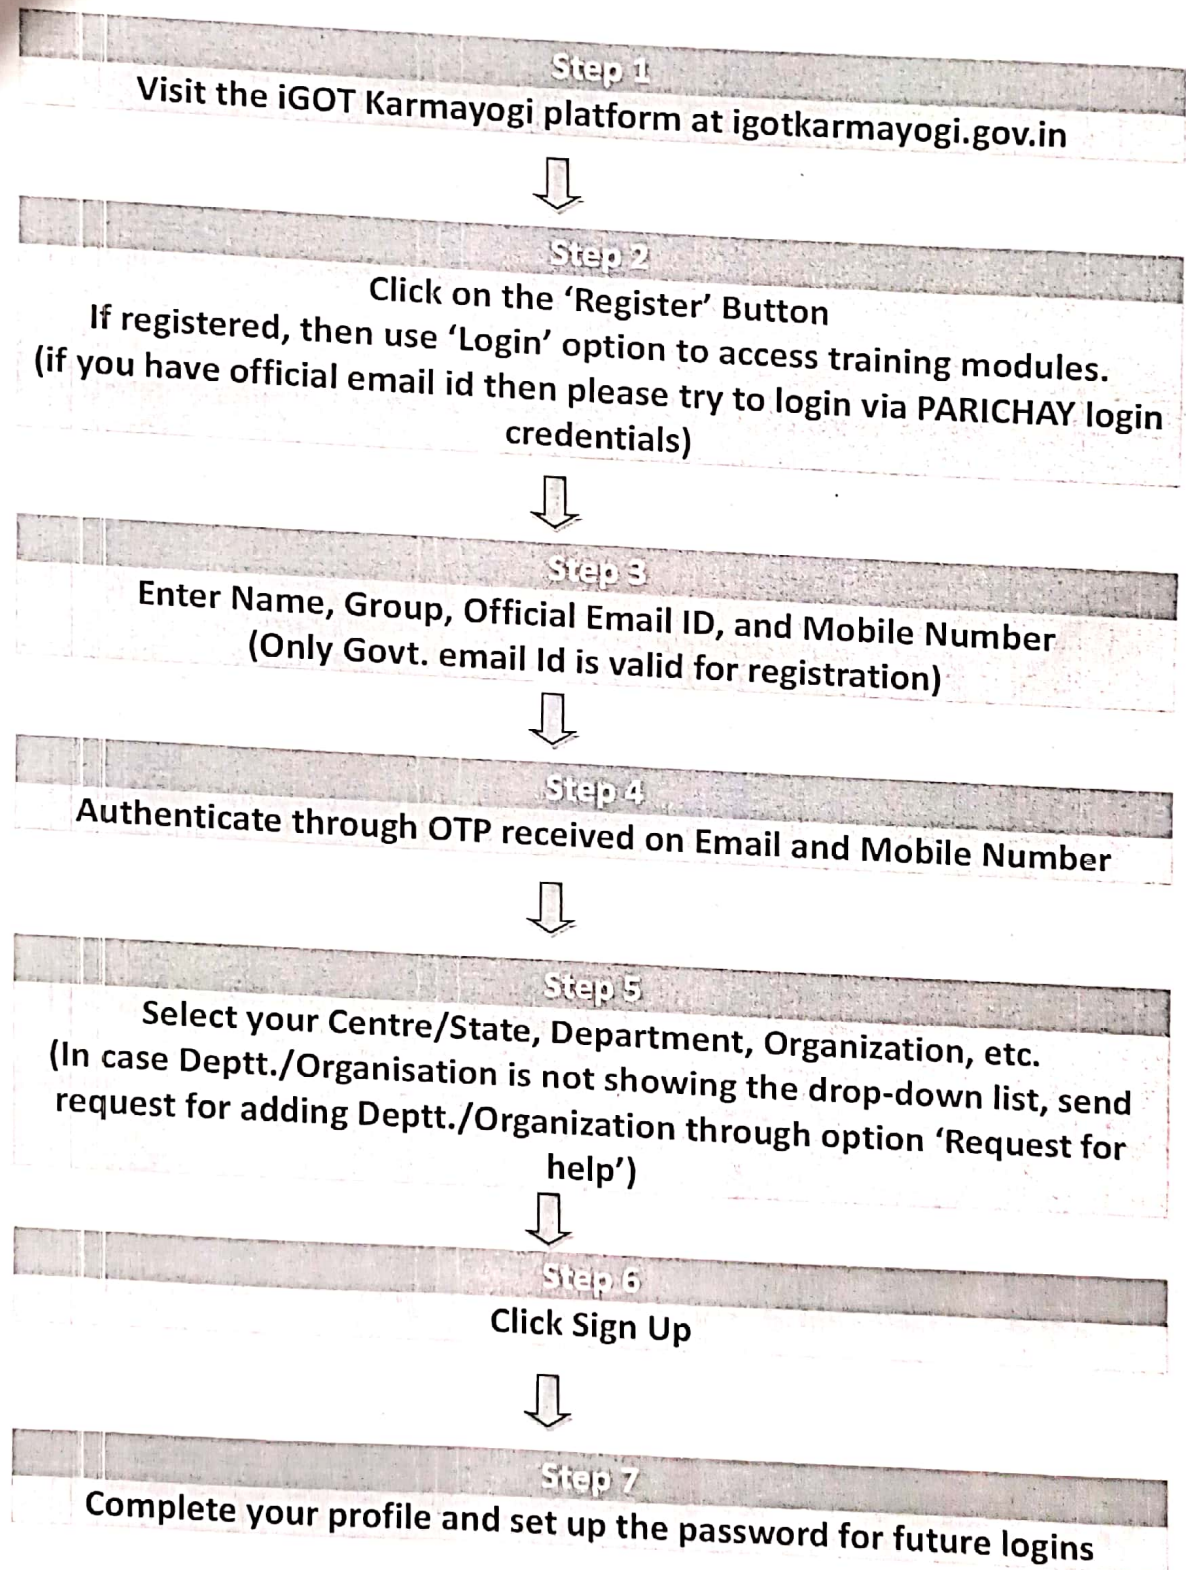 Step 1
Visit the iGOT Karmayogi platform at igotkarmayogi.gov.in
Step 2
Click on the ‘Register’ Button
If registered, then use ‘Login’ option to access training modules.
(if you have official email id then please try to login via PARICHAY login
credentials)
Step 3
Enter Name, Group, Official Email ID, and Mobile Number
(Only Govt. email Id is valid for registration)
Step 4
Authenticate through OTP received on Email and Mobile Number
Step 5
Select your Centre/State, Department, Organization, etc.
(In case Deptt./Organisation is not showing the drop-down list, send
request for adding Deptt./Organization through option ‘Request for
help’)
Step 6
Click Sign Up
Step 7
Complete your profile and set up the password for future logins